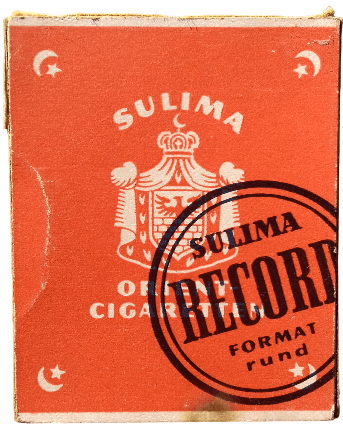 SULIMA
ORIENT-
CIGARETTEN
SULIMA
RECORD
FORMAT
rund